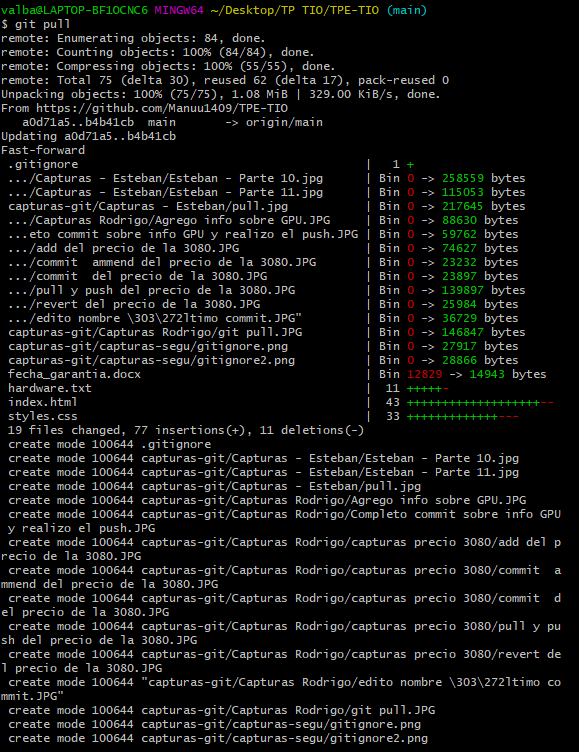 valba@LAPTOP-BF1OCNC6 MINGW64 ~/Desktop/TP TIO/TPE-TIO (main)
$ git pull
remote: Enumerating objects: 84, done.
remote: Counting objects: 100% (84/84), done.
remote: Compressing objects: 100% (55/55), done.
remote: Total 75 (delta 30), reused 62 (delta 17), pack-reused 0
Unpacking objects: 100% (75/75), 1.08 MiB | 329.00 KiB/s, done.
From https://github.com/Manuu1409/TPE-TIO
   a0d71a5..b4b41cb  main       -> origin/main
Updating a0d71a5..b4b41cb
Fast-forward
 .gitignore                                         |   1 +
 .../Capturas - Esteban/Esteban - Parte 10.jpg      | Bin 0 -> 258559 bytes
 .../Capturas - Esteban/Esteban - Parte 11.jpg      | Bin 0 -> 115053 bytes
 capturas-git/Capturas - Esteban/pull.jpg           | Bin 0 -> 217645 bytes
 .../Capturas Rodrigo/Agrego info sobre GPU.JPG     | Bin 0 -> 88630 bytes
 ...eto commit sobre info GPU y realizo el push.JPG | Bin 0 -> 59762 bytes
 .../add del precio de la 3080.JPG                  | Bin 0 -> 74627 bytes
 .../commit  ammend del precio de la 3080.JPG       | Bin 0 -> 23232 bytes
 .../commit  del precio de la 3080.JPG              | Bin 0 -> 23897 bytes
 .../pull y push del precio de la 3080.JPG          | Bin 0 -> 139897 bytes
 .../revert del precio de la 3080.JPG               | Bin 0 -> 25984 bytes
 .../edito nombre \303\272ltimo commit.JPG"         | Bin 0 -> 36729 bytes
 capturas-git/Capturas Rodrigo/git pull.JPG         | Bin 0 -> 146847 bytes
 capturas-git/capturas-segu/gitignore.png           | Bin 0 -> 27917 bytes
 capturas-git/capturas-segu/gitignore2.png          | Bin 0 -> 28866 bytes
 fecha_garantia.docx                                | Bin 12829 -> 14943 bytes
 hardware.txt                                       |  11 +++++-
 index.html                                         |  43 +++++++++++++++++++--
 styles.css                                         |  33 +++++++++++++---
 19 files changed, 77 insertions(+), 11 deletions(-)
 create mode 100644 .gitignore
 create mode 100644 capturas-git/Capturas - Esteban/Esteban - Parte 10.jpg
 create mode 100644 capturas-git/Capturas - Esteban/Esteban - Parte 11.jpg
 create mode 100644 capturas-git/Capturas - Esteban/pull.jpg
 create mode 100644 capturas-git/Capturas Rodrigo/Agrego info sobre GPU.JPG
 create mode 100644 capturas-git/Capturas Rodrigo/Completo commit sobre info GPU
 y realizo el push.JPG
 create mode 100644 capturas-git/Capturas Rodrigo/capturas precio 3080/add del p
recio de la 3080.JPG
 create mode 100644 capturas-git/Capturas Rodrigo/capturas precio 3080/commit  a
mmend del precio de la 3080.JPG
 create mode 100644 capturas-git/Capturas Rodrigo/capturas precio 3080/commit  d
el precio de la 3080.JPG
 create mode 100644 capturas-git/Capturas Rodrigo/capturas precio 3080/pull y pu
sh del precio de la 3080.JPG
 create mode 100644 capturas-git/Capturas Rodrigo/capturas precio 3080/revert de
l precio de la 3080.JPG
 create mode 100644 "capturas-git/Capturas Rodrigo/edito nombre \303\272ltimo co
mmit.JPG"
 create mode 100644 capturas-git/Capturas Rodrigo/git pull.JPG
 create mode 100644 capturas-git/capturas-segu/gitignore.png
 create mode 100644 capturas-git/capturas-segu/gitignore2.png